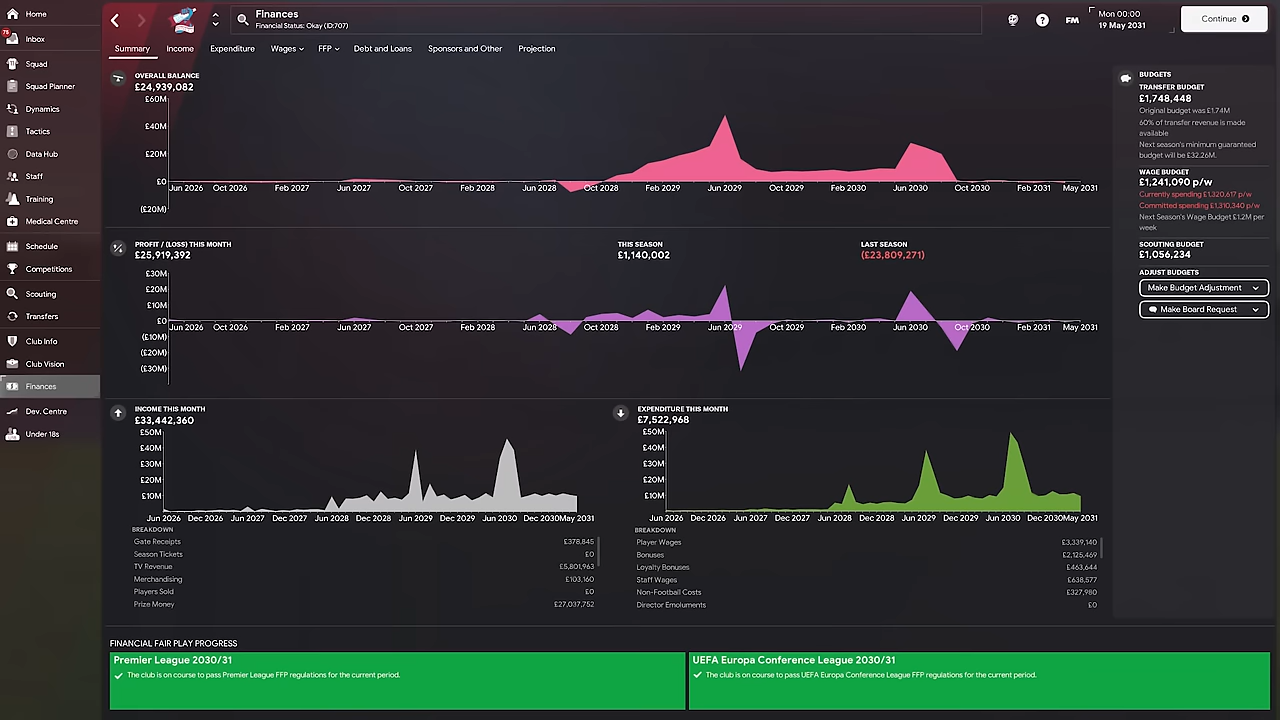 Home
75
Inbox
Squad
Squad Planner
Dynamics
Tactics
Data Hub
Staff
Training
Medical Centre
Schedule
Competitions
Scouting
Transfers
Club Info
Club Vision
Finances
Dev. Centre
Under 18s
Finances
Financial Status: Okay (ID:707)
?
FM
Mon 00:00
19 May 2031
Continue
Summary
Income
Expenditure
Wages
FFP
Debt and Loans
Sponsors and Other
Projection
OVERALL BALANCE
£24,939,082
£60M
£40M
£20M
£0
(£20M)
Jun 2026 Oct 2026 Feb 2027 Jun 2027 Oct 2027 Feb 2028 Jun 2028 Oct 2028 Feb 2029 Jun 2029 Oct 2029 Feb 2030 Jun 2030 Oct 2030 Feb 2031 May 2031
PROFIT / (LOSS) THIS MONTH
£25,919,392
THIS SEASON
£1,140,002
LAST SEASON
(£23,809,271)
£30M
£20M
£10M
£0
(£10M)
(£20M)
(£30M)
Jun 2026 Oct 2026 Feb 2027 Jun 2027 Oct 2027 Feb 2028 Jun 2028 Oct 2028 Feb 2029 Jun 2029 Oct 2029 Feb 2030 Jun 2030 Oct 2030 Feb 2031 May 2031
INCOME THIS MONTH
£33,442,360
£50M
£40M
£30M
£20M
£10M
Jun 2026 Dec 2026 Jun 2027 Dec 2027 Jun 2028 Dec 2028 Jun 2029 Dec 2029 Jun 2030 Dec 2030 May 2031
BREAKDOWN
Gate Receipts £378,845
Season Tickets £0
TV Revenue £5,801,963
Merchandising £103,160
Players Sold £0
Prize Money £27,037,752
EXPENDITURE THIS MONTH
£7,522,968
£50M
£40M
£30M
£20M
£10M
Jun 2026 Dec 2026 Jun 2027 Dec 2027 Jun 2028 Dec 2028 Jun 2029 Dec 2029 Jun 2030 Dec 2030 May 2031
BREAKDOWN
Player Wages £3,339,140
Bonuses £2,125,469
Loyalty Bonuses £463,644
Staff Wages £638,577
Non-Football Costs £327,980
Director Emoluments £0
BUDGETS
TRANSFER BUDGET
£1,748,448
Original budget was £1.74M
60% of transfer revenue is made
available
Next season's minimum guaranteed
budget will be £32.26M.
WAGE BUDGET
£1,241,090 p/w
Currently spending £1,320,617 p/w
Committed spending £1,310,340 p/w
Next Season's Wage Budget £1.2M per
week
SCOUTING BUDGET
£1,056,234
ADJUST BUDGETS
Make Budget Adjustment
Make Board Request
FINANCIAL FAIR PLAY PROGRESS
Premier League 2030/31
The club is on course to pass Premier League FFP regulations for the current period.
UEFA Europa Conference League 2030/31
The club is on course to pass UEFA Europa Conference League FFP regulations for the current period.